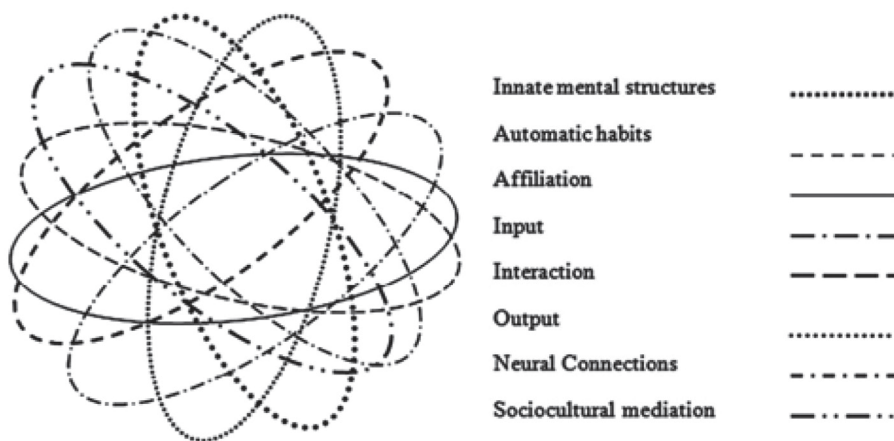 Innate mental structures
Automatic habits
Affiliation
Input
Interaction
Output
Neural Connections
Sociocultural mediation